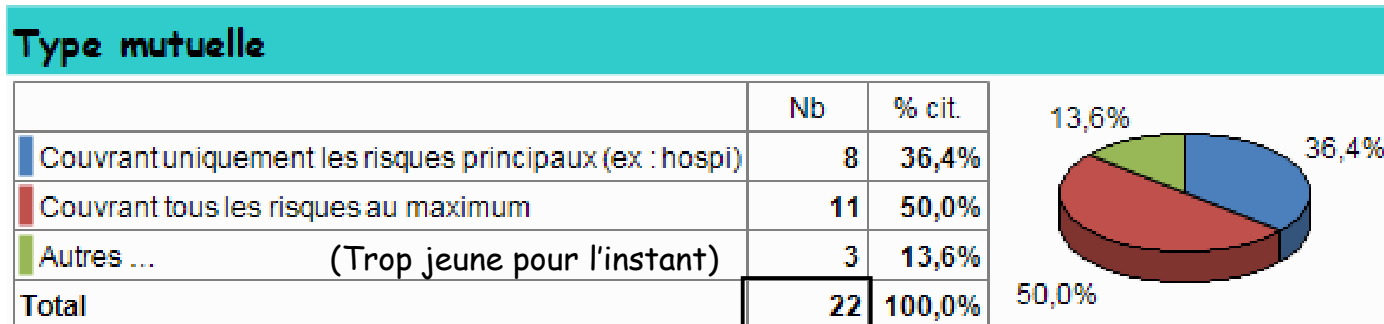 Type mutuelle
Nb % cit.
Couvrant uniquement les risques principaux (ex : hospi) 8 36,4%
Couvrant tous les risques au maximum 11 50,0%
Autres ... (Trop jeune pour l'instant) 3 13,6%
Total 22 100,0%
13,6%
36,4%
50,0%